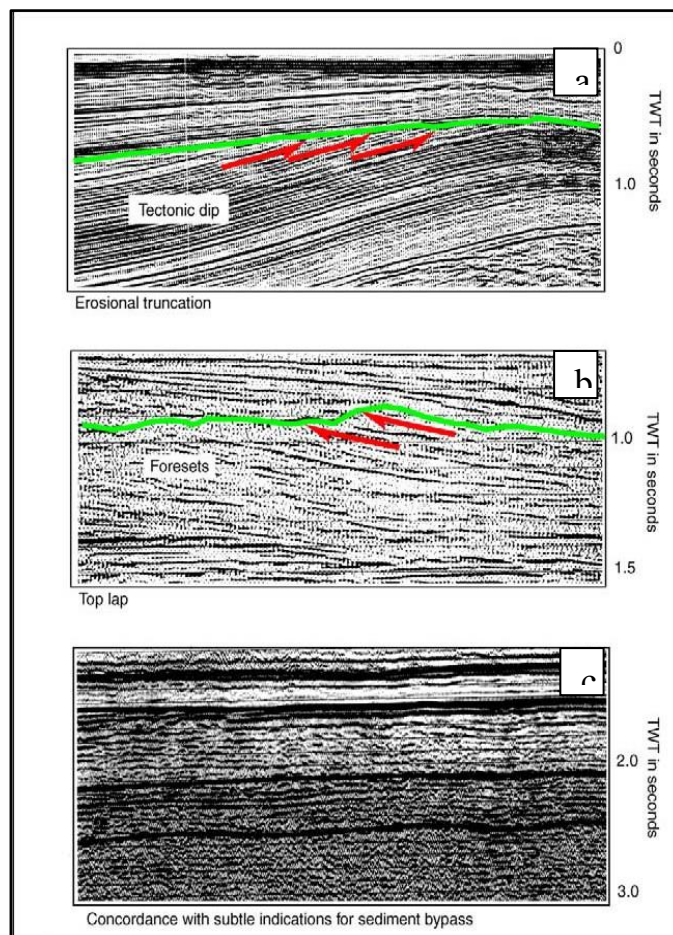 a
0
TWT in seconds
1.0
Tectonic dip
Erosional truncation
b
TWT in seconds
1.0
Foresets
1.5
Top lap
c
TWT in seconds
2.0
3.0
Concordance with subtle indications for sediment bypass